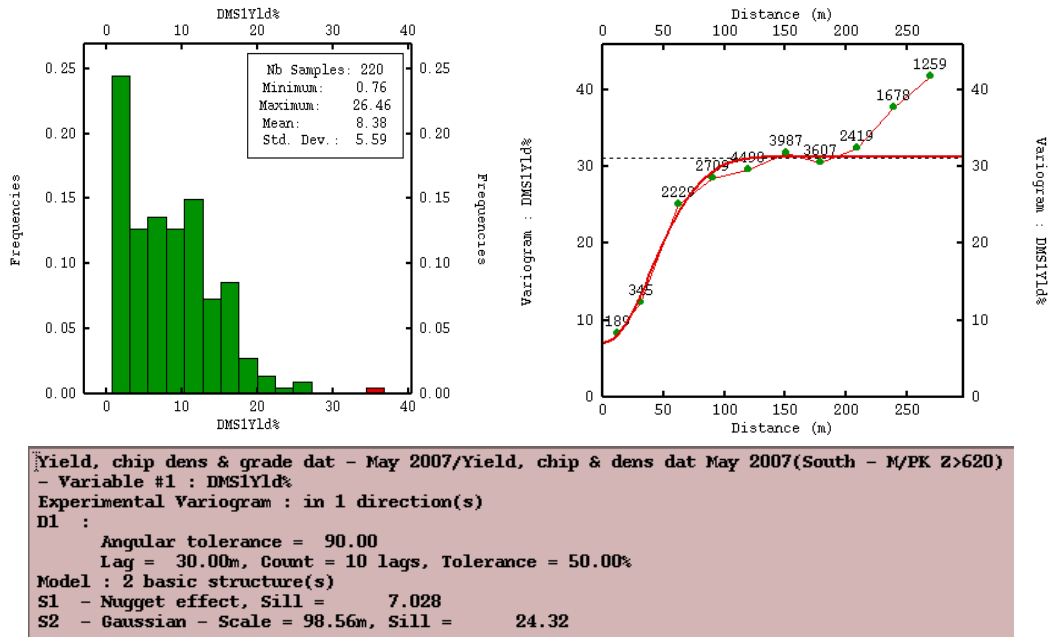 DMS1Yld%
0 10 20 30 40
0.25 0.25
0.20 0.20
0.15 0.15
0.10 0.10
0.05 0.05
0.00 0.00
0 10 20 30 40
DMS1Yld%
Frequencies
Frequencies
Nb Samples: 220
Minimum: 0.76
Maximum: 26.46
Mean: 8.38
Std. Dev.: 5.59
Distance (m)
0 50 100 150 200 250
40 40
30 30
20 20
10 10
0 0
0 50 100 150 200 250
Distance (m)
Variogram : DMS1Yld%
Variogram : DMS1Yld%
189
345
2229
2709
4490
3987
3607
2419
1678
1259
Yield, chip dens & grade dat - May 2007/Yield, chip & dens dat May 2007(South - M/PK Z>620)
- Variable #1 : DMS1Yld%
Experimental Variogram : in 1 direction(s)
D1 :
Angular tolerance = 90.00
Lag = 30.00m, Count = 10 lags, Tolerance = 50.00%
Model : 2 basic structure(s)
S1 - Nugget effect, Sill = 7.028
S2 - Gaussian - Scale = 98.56m, Sill = 24.32